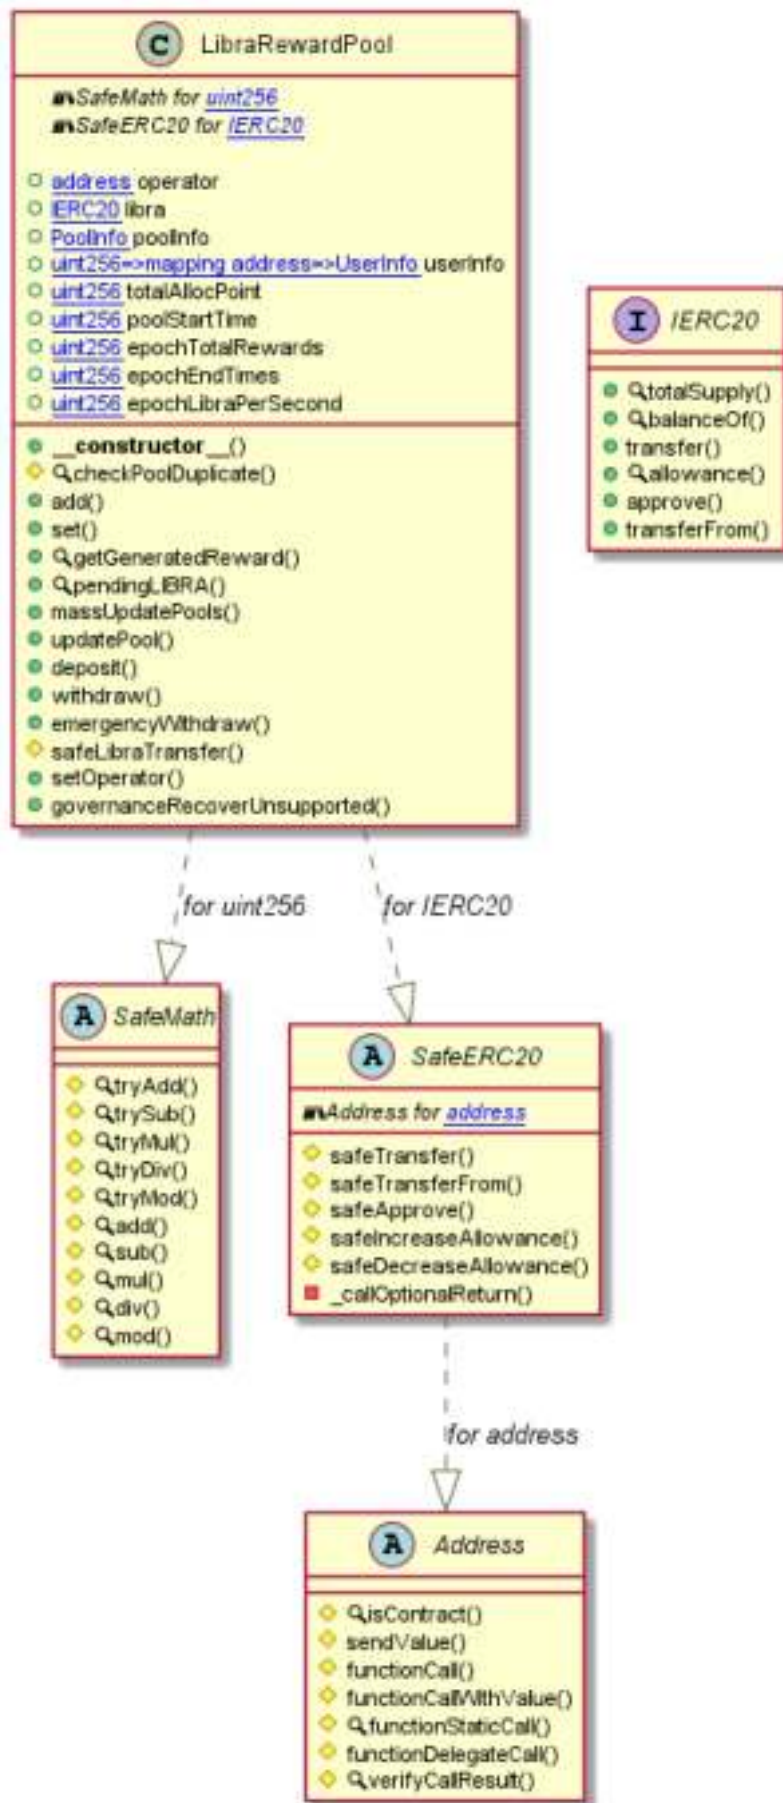 C LibraRewardPool
SafeMath for uint256
SafeERC20 for IERC20
address operator
IERC20 libra
PoolInfo poolInfo
uint256=>mapping address=>UserInfo userInfo
uint256 totalAllocPoint
uint256 poolStartTime
uint256 epochTotalRewards
uint256 epochEndTimes
uint256 epochLibraPerSecond
__constructor__()
checkPoolDuplicate()
add()
set()
getGeneratedReward()
pendingLIBRA()
massUpdatePools()
updatePool()
deposit()
withdraw()
emergencyWithdraw()
safeLibraTransfer()
setOperator()
governanceRecoverUnsupported()
I IERC20
totalSupply()
balanceOf()
transfer()
allowance()
approve()
transferFrom()
for uint256
for IERC20
A SafeMath
tryAdd()
trySub()
tryMul()
tryDiv()
tryMod()
add()
sub()
mul()
div()
mod()
A SafeERC20
Address for address
safeTransfer()
safeTransferFrom()
safeApprove()
safeIncreaseAllowance()
safeDecreaseAllowance()
_callOptionalReturn()
for address
A Address
isContract()
sendValue()
functionCall()
functionCallWithValue()
functionStaticCall()
functionDelegateCall()
verifyCallResult()